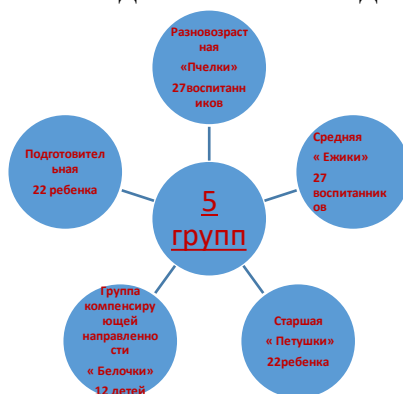 Разновозраст
ная
«Пчелки»
27воспитанн
иков
Средняя
« Ежики»
27
воспитанник
ов
Старшая
« Петушки»
22ребенка
Группа
компенсиру
ющей
направленно
сти
« Белочки»
12 детей
Подготовител
ьная
22 ребенка
5
групп